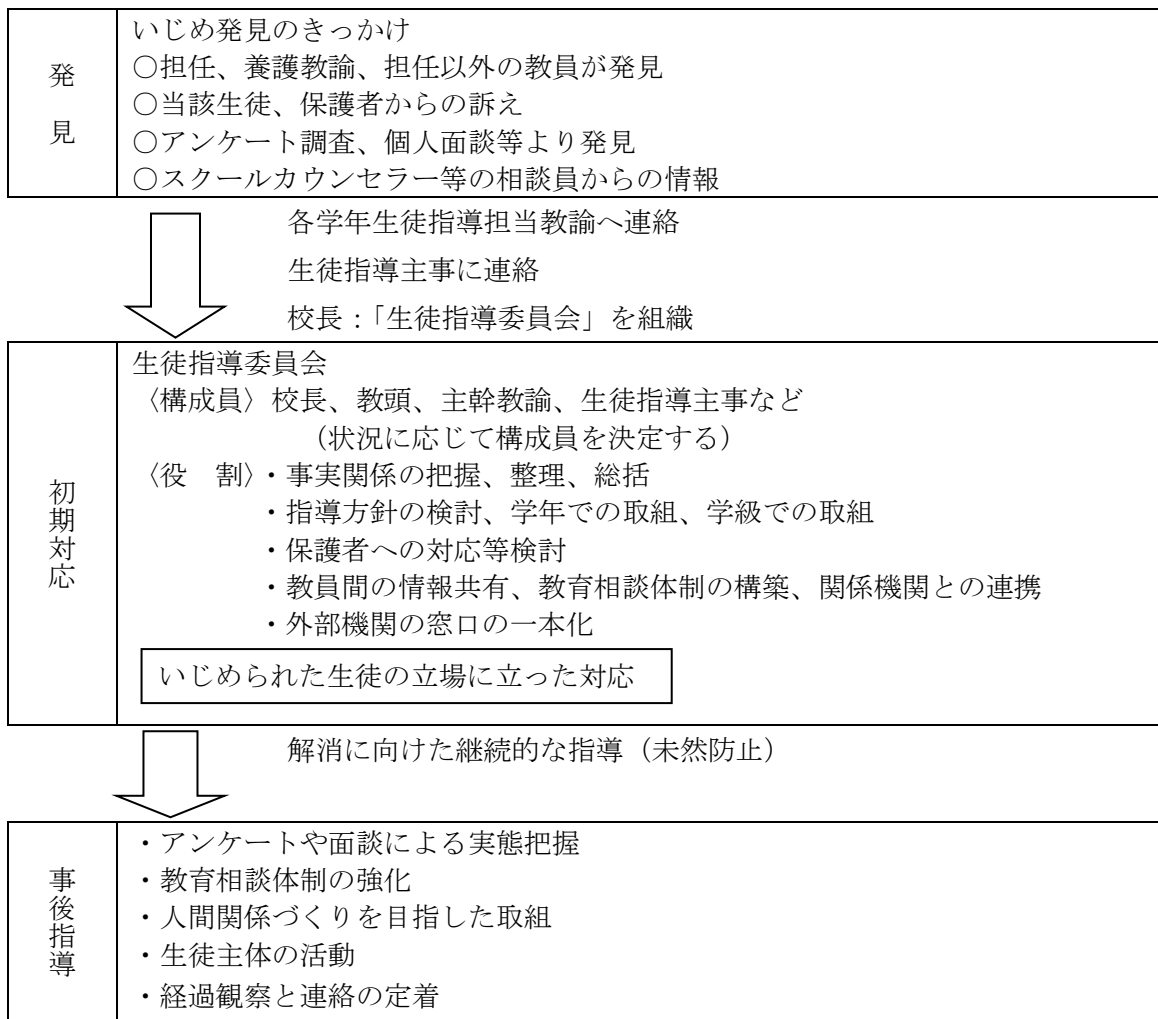 発見
いじめ発見のきっかけ
○担任、養護教諭、担任以外の教員が発見
○当該生徒、保護者からの訴え
○アンケート調査、個人面談等より発見
○スクールカウンセラー等の相談員からの情報
各学年生徒指導担当教諭へ連絡
生徒指導主事に連絡
校長：「生徒指導委員会」を組織
初期対応
生徒指導委員会
〈構成員〉校長、教頭、主幹教諭、生徒指導主事など
（状況に応じて構成員を決定する）
〈役　割〉・事実関係の把握、整理、総括
・指導方針の検討、学年での取組、学級での取組
・保護者への対応等検討
・教員間の情報共有、教育相談体制の構築、関係機関との連携
・外部機関の窓口の一本化
いじめられた生徒の立場に立った対応
解消に向けた継続的な指導（未然防止）
事後指導
・アンケートや面談による実態把握
・教育相談体制の強化
・人間関係づくりを目指した取組
・生徒主体の活動
・経過観察と連絡の定着